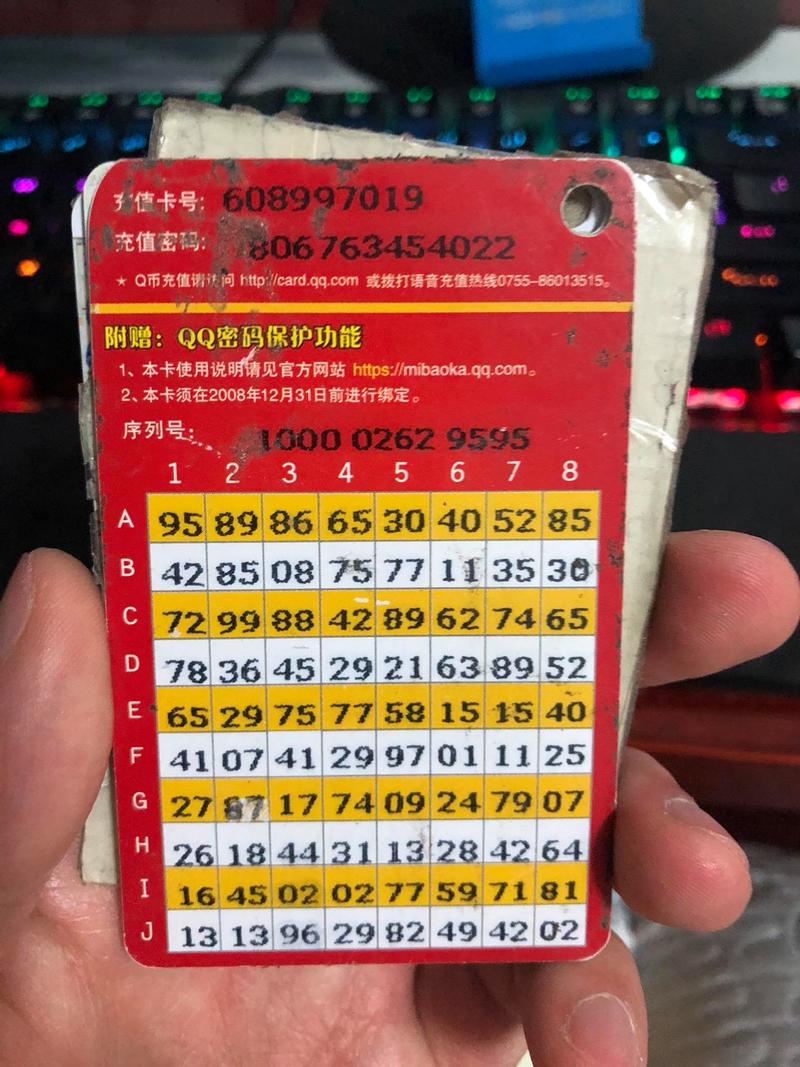 充值卡号: 608997019
充值密码: 806763454022
★ Q币充值请访问 http://card.qq.com 或拨打语音充值热线0755-86013515。
附赠：QQ密码保护功能
1、本卡使用说明请见官方网站 https://mibaoka.qq.com。
2、本卡须在2008年12月31日前进行绑定。
序列号: 1000 0262 9595
1 2 3 4 5 6 7 8
A 95 89 86 65 30 40 52 85
B 42 85 08 75 77 11 35 30
C 72 99 88 42 89 62 74 65
D 78 36 45 29 21 63 89 52
E 65 29 75 77 58 15 15 40
F 41 07 41 29 97 01 11 25
G 27 87 17 74 09 24 79 07
H 26 18 44 31 13 28 42 64
I 16 45 02 02 77 59 71 81
J 13 13 96 29 82 49 42 02